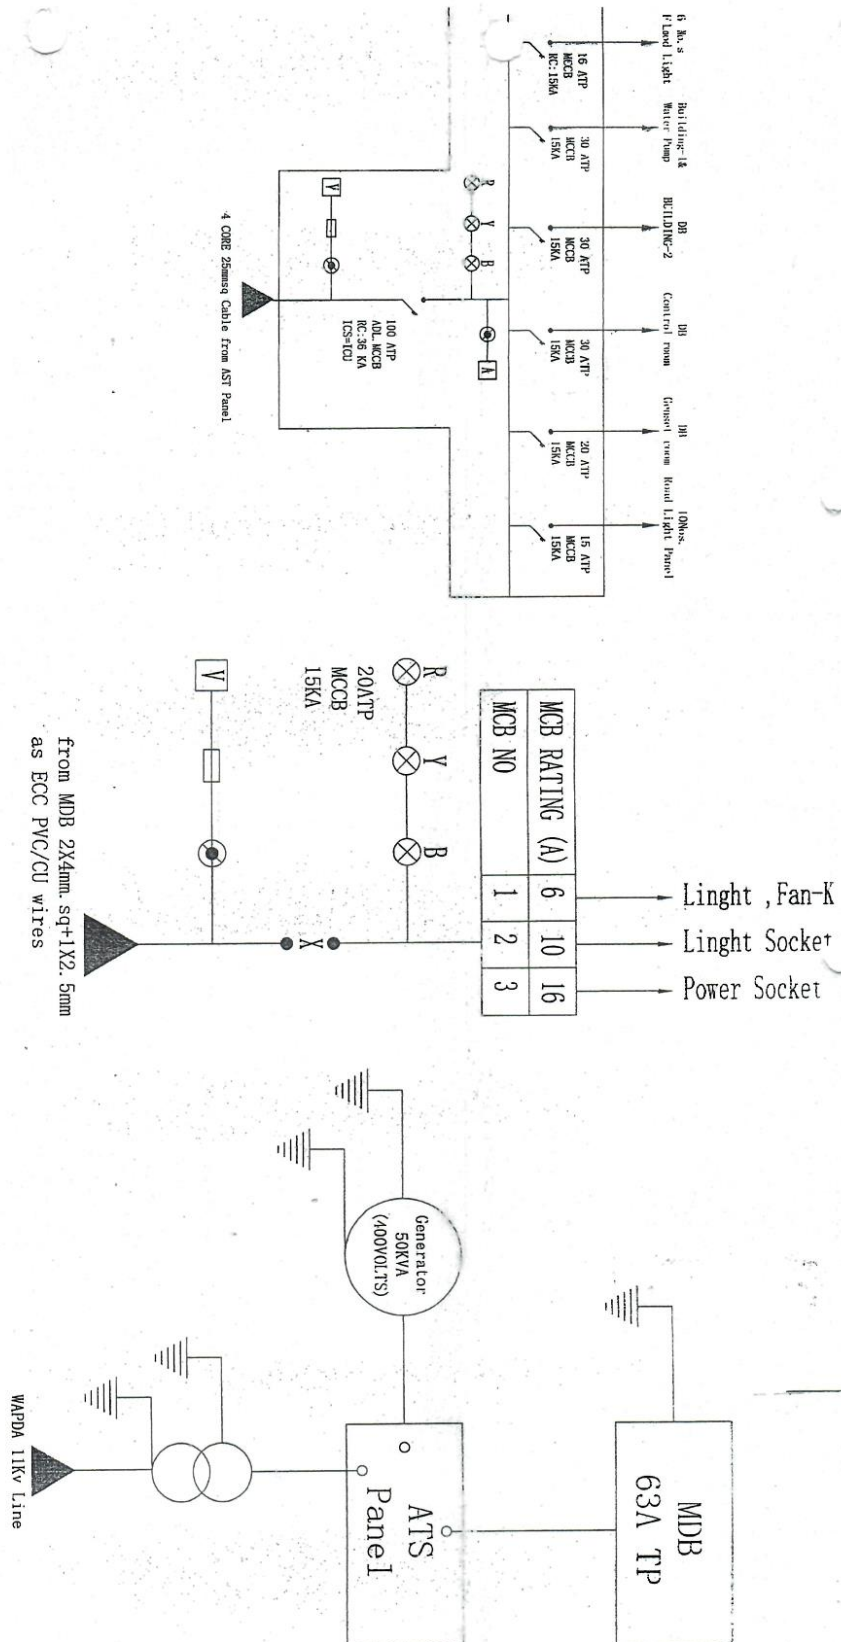 6 No.s
Flood Light
Building-1&
Water Pump
DB
BUILDING-2
DB
Control room
DB
Genset room
10Nos.
Road Light Panel
16 ATP
MCCB
RC:15KA
30 ATP
MCCB
15KA
30 ATP
MCCB
15KA
30 ATP
MCCB
15KA
20 ATP
MCCB
15KA
15 ATP
MCCB
15KA
R
Y
B
A
V
100 ATP
ADL.MCCB
RC:36 KA
ICS=ICU
4 CORE 25mmsq Cable from AST Panel
Linght ,Fan-K
Linght Socket
Power Socket
MCB RATING (A) 6 10 16
MCB NO 1 2 3
R
Y
B
20ATP
MCCB
15KA
X
V
from MDB 2X4mm.sq+1X2.5mm
as ECC PVC/CU wires
MDB
63A TP
Generator
50KVA
(400VOLTS)
ATS
Panel
WAPDA 11Kv Line